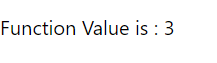 Function Value is : 3